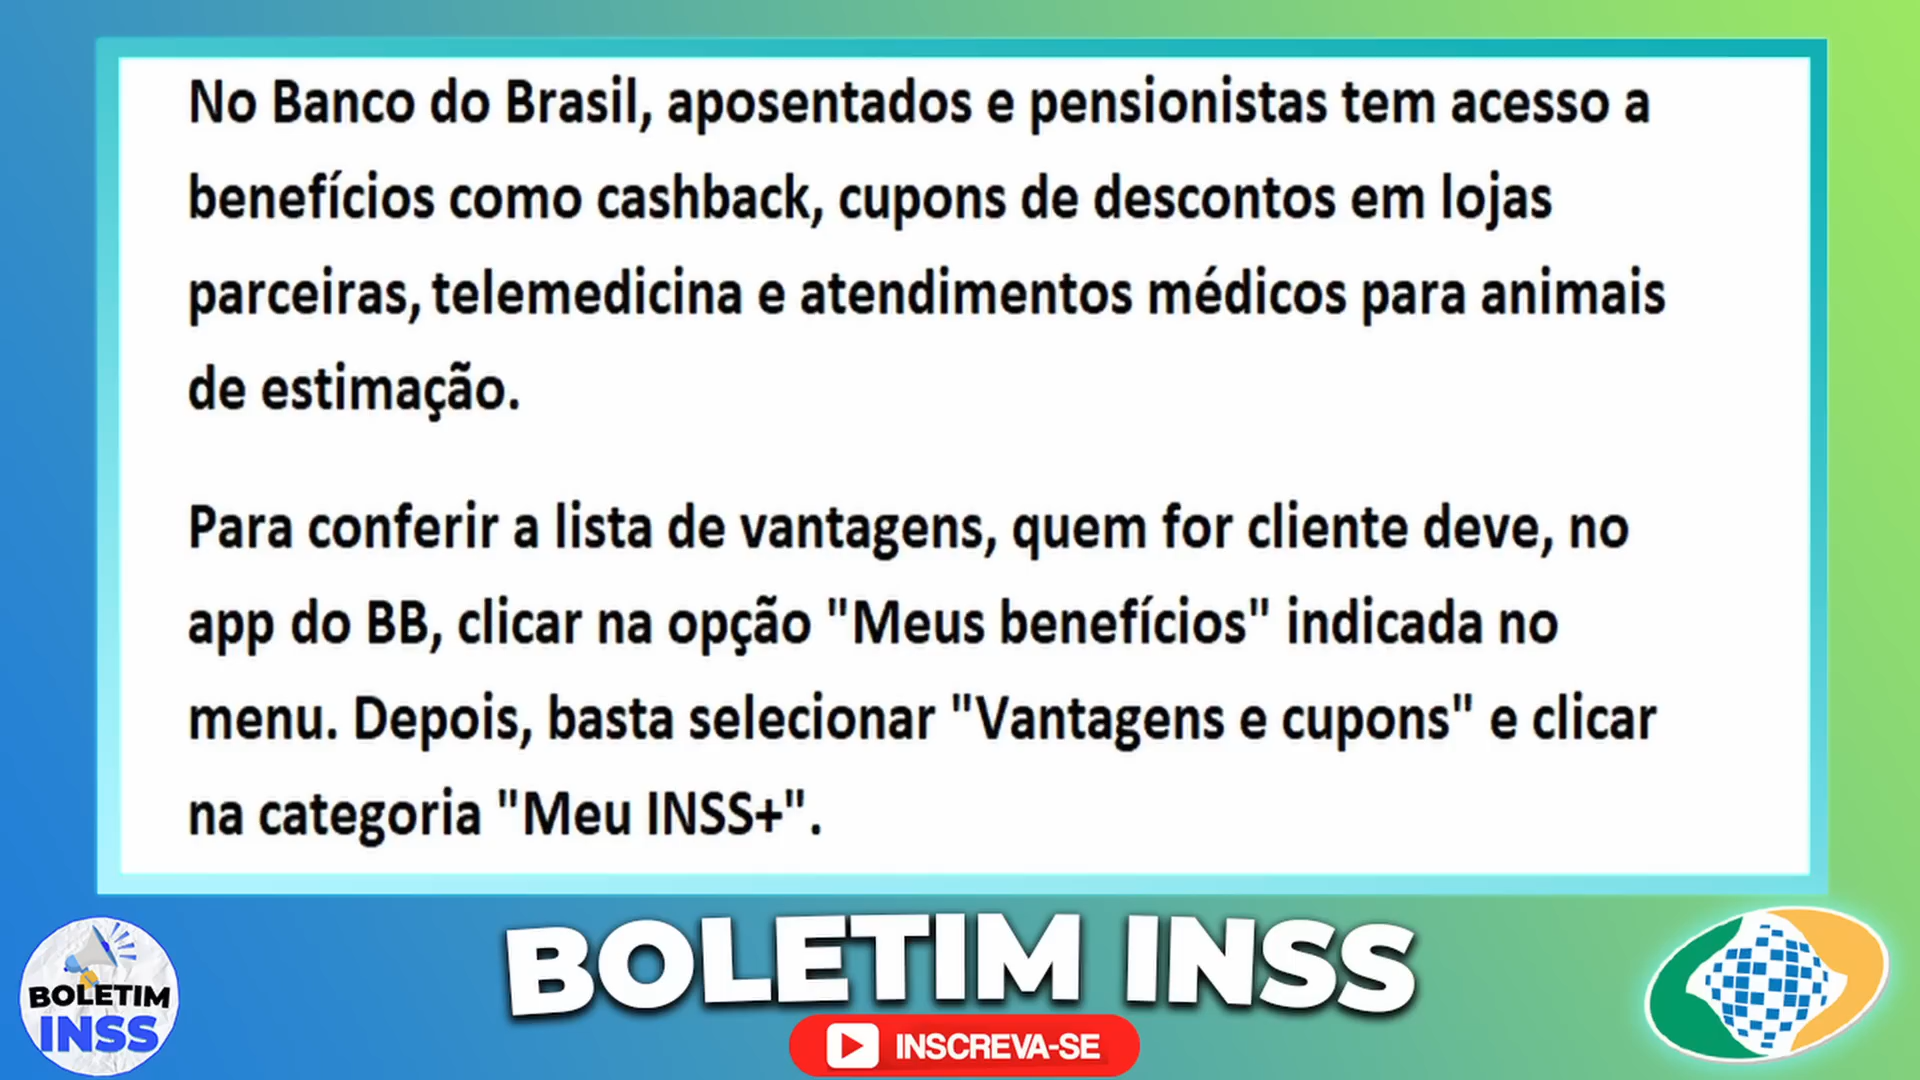 No Banco do Brasil, aposentados e pensionistas tem acesso a
benefícios como cashback, cupons de descontos em lojas
parceiras, telemedicina e atendimentos médicos para animais
de estimação.
Para conferir a lista de vantagens, quem for cliente deve, no
app do BB, clicar na opção "Meus benefícios" indicada no
menu. Depois, basta selecionar "Vantagens e cupons" e clicar
na categoria "Meu INSS+".
BOLETIM
INSS
BOLETIM INSS
INSCREVA-SE